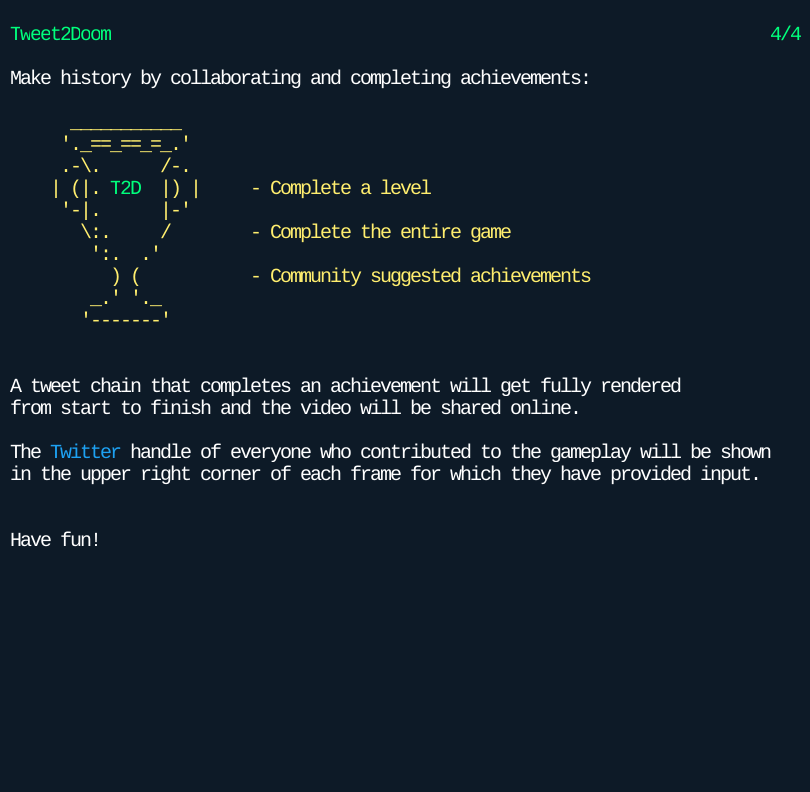 Tweet2Doom 4/4
Make history by collaborating and completing achievements:
     ___________
    '._==_==_=_.'
    .-\.      /-.
   | (|. T2D  |) |     - Complete a level
    '-|.      |-'
      \:.     /        - Complete the entire game
       ':.  .'
         ) (           - Community suggested achievements
       _.' '._
      '-------'
A tweet chain that completes an achievement will get fully rendered
from start to finish and the video will be shared online.
The Twitter handle of everyone who contributed to the gameplay will be shown
in the upper right corner of each frame for which they have provided input.
Have fun!